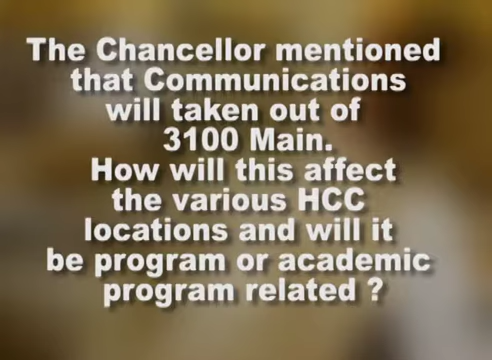 The Chancellor mentioned
that Communications
will taken out of
3100 Main.
How will this affect
the various HCC
locations and will it
be program or academic
program related ?